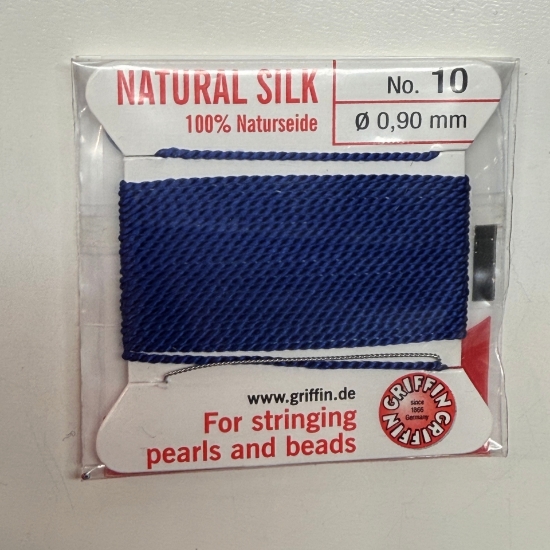 NATURAL SILK
100% Naturseide
No. 10
Ø 0,90 mm
www.griffin.de
For stringing
pearls and beads
GRIFFIN
since
1866
Germany
GRIFFIN